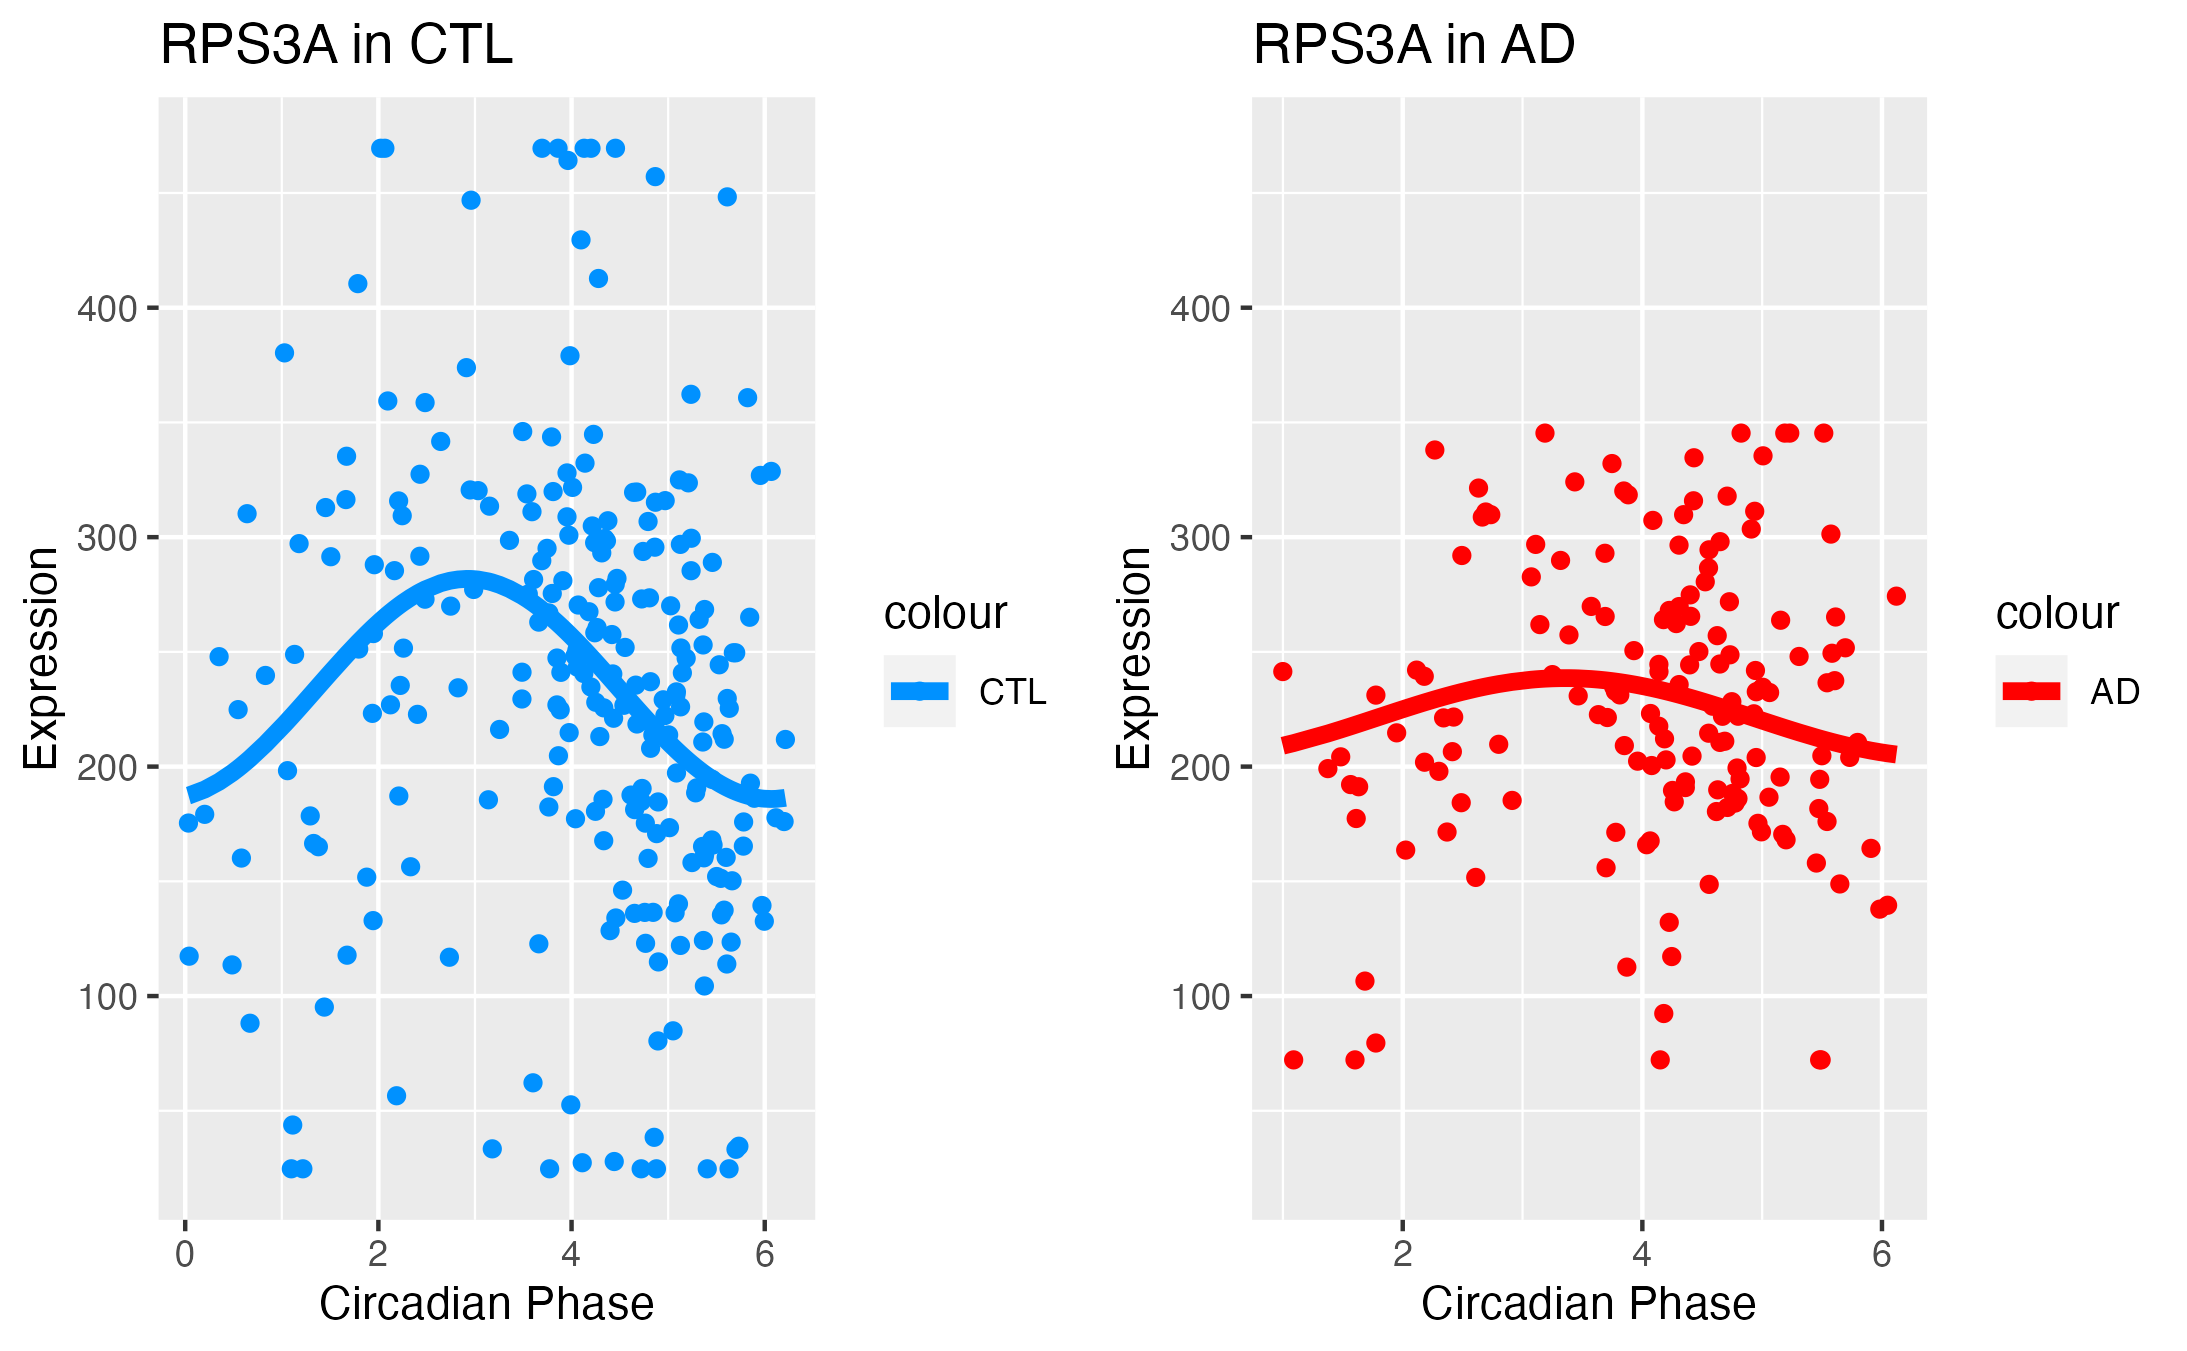 RPS3A in CTL
Expression
400
300
200
100
0 2 4 6
Circadian Phase
colour
CTL
RPS3A in AD
Expression
400
300
200
100
2 4 6
Circadian Phase
colour
AD